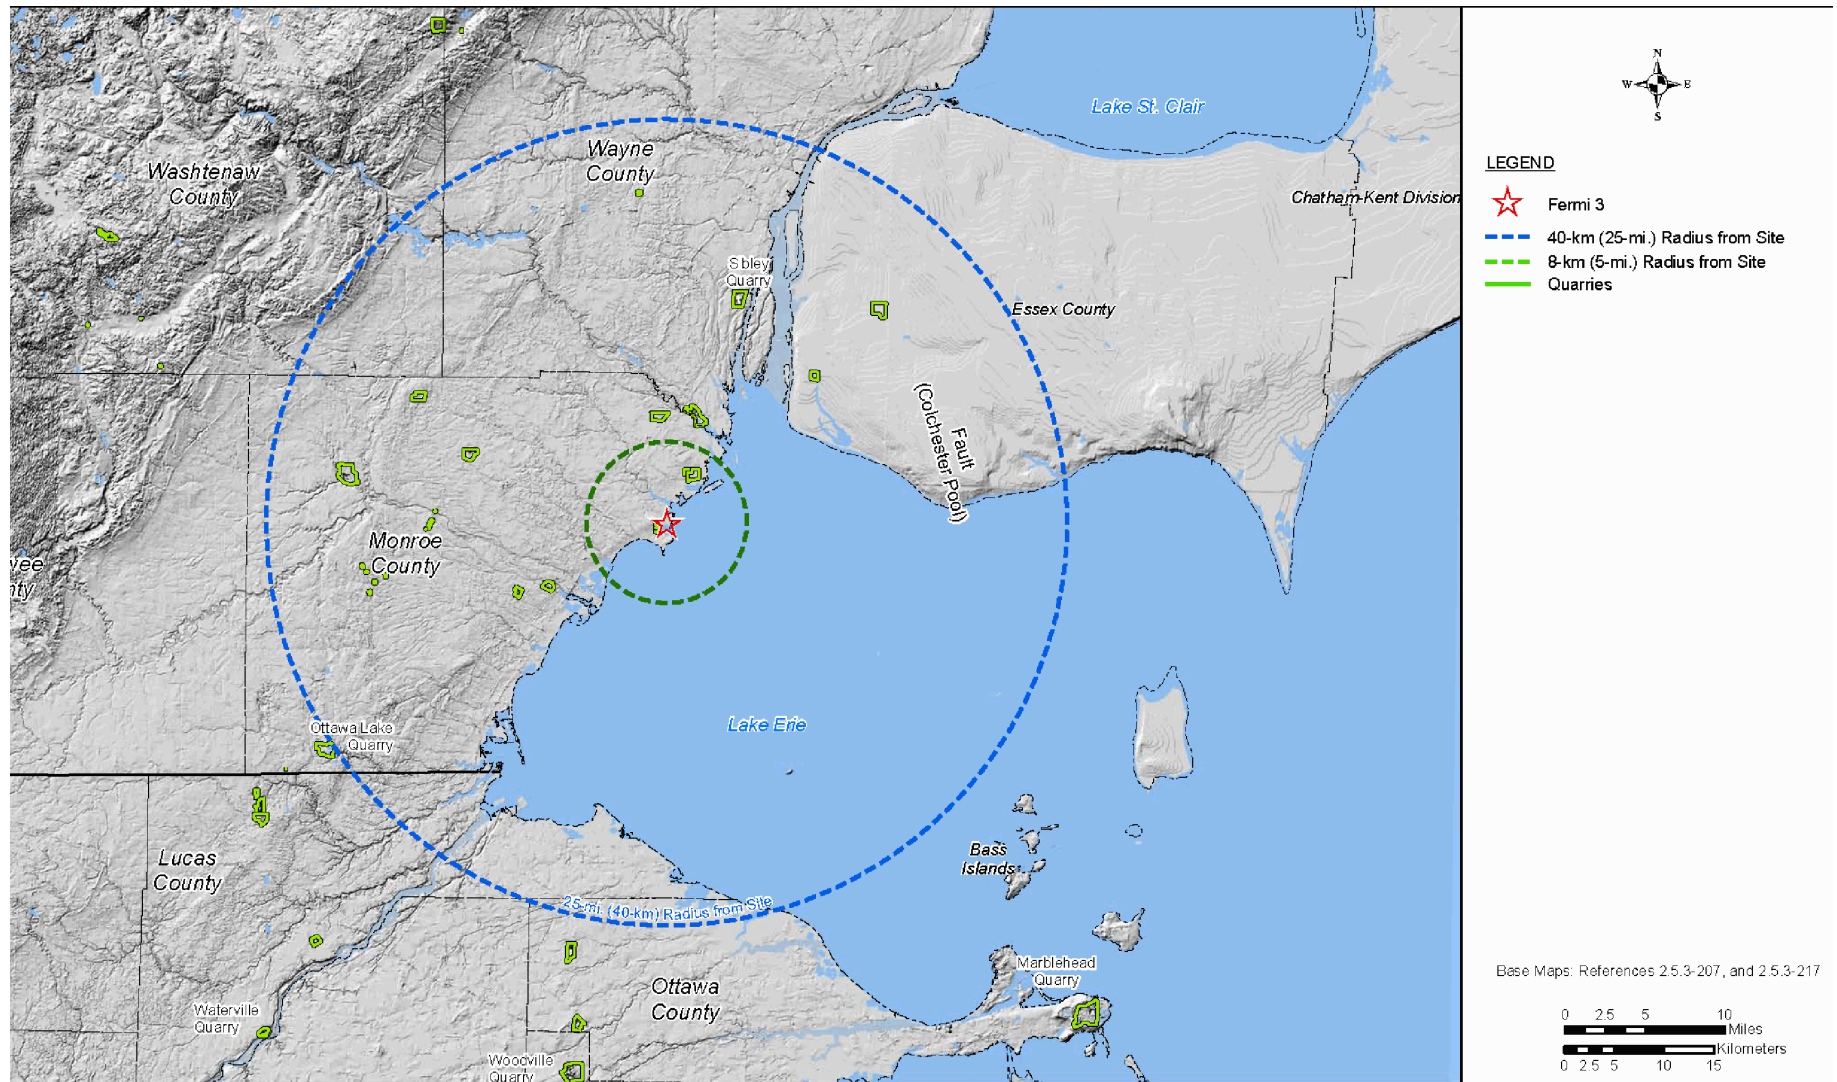 Lake St. Clair
Wayne
County
Washtenaw
County
Chatham-Kent Division
Sibley
Quarry
Essex County
Fault
(Colchester Pool)
Monroe
County
wee
nty
Ottawa Lake
Quarry
Lake Erie
Lucas
County
Bass
Islands
25-mi. (40-km) Radius from Site
Marblehead
Quarry
Ottawa
County
Waterville
Quarry
Woodville
Quarry
N
W E
S
LEGEND
Fermi 3
40-km (25-mi.) Radius from Site
8-km (5-mi.) Radius from Site
Quarries
Base Maps: References 2.5.3-207, and 2.5.3-217
0 2.5 5 10
Miles
Kilometers
0 2.5 5 10 15